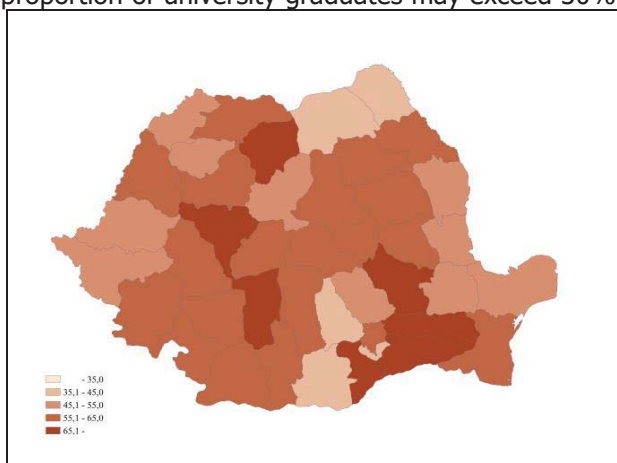 proportion of university graduates may exceed 50%
- 35,0
35,1 - 45,0
45,1 - 55,0
55,1 - 65,0
65,1 -